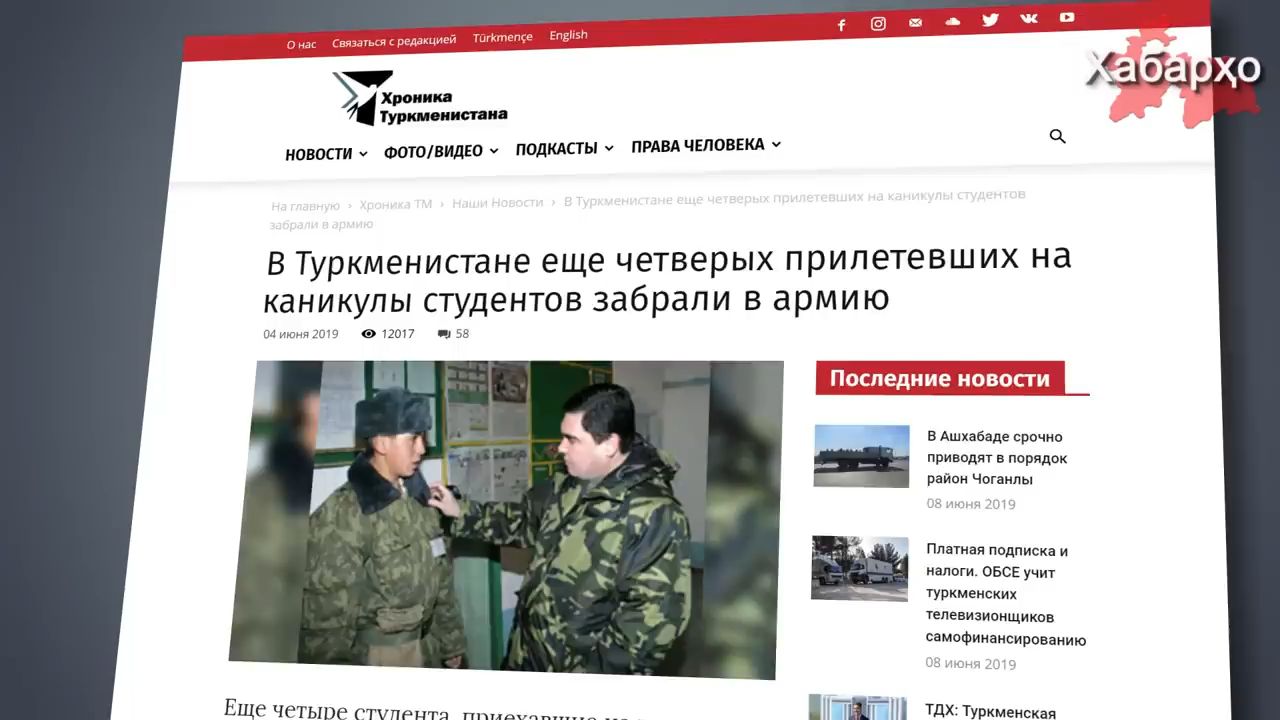 О нас Связаться с редакцией Türkmençe English
Хабарҳо
Хроника
Туркменистана
НОВОСТИ ФОТО/ВИДЕО ПОДКАСТЫ ПРАВА ЧЕЛОВЕКА
На главную › Хроника ТМ › Наши Новости › В Туркменистане еще четверых прилетевших на каникулы студентов
забрали в армию
В Туркменистане еще четверых прилетевших на
каникулы студентов забрали в армию
04 июня 2019 12017 58
Последние новости
В Ашхабаде срочно
приводят в порядок
район Чоганлы
08 июня 2019
Платная подписка и
налоги. ОБСЕ учит
туркменских
телевизионщиков
самофинансированию
08 июня 2019
ТДХ: Туркменская
Еще четыре студента, приехавшие